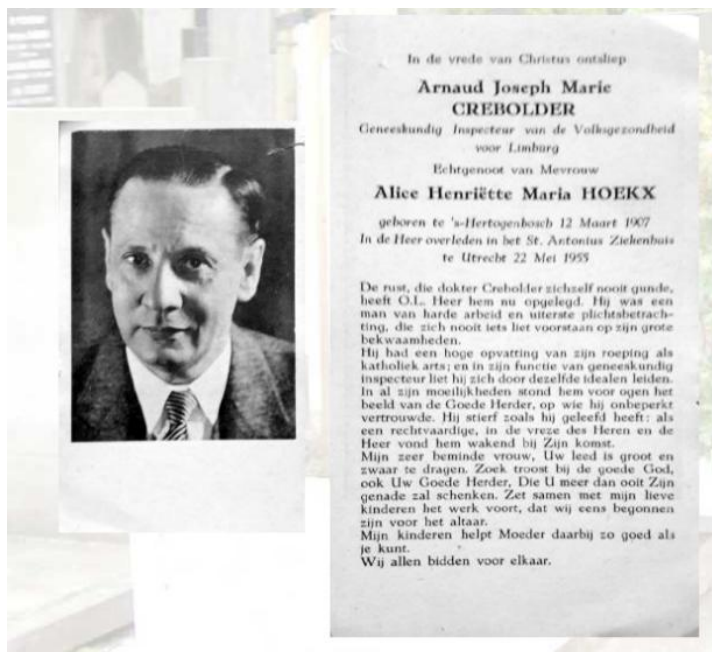 In de vrede van Christus ontsliep
Arnaud Joseph Marie
CREBOLDER
Geneeskundig Inspecteur van de Volksgezondheid
voor Limburg
Echtgenoot van Mevrouw
Alice Henriëtte Maria HOEKX
geboren te 's-Hertogenbosch 12 Maart 1907
In de Heer overleden in het St. Antonius Ziekenhuis
te Utrecht 22 Mei 1955
De rust, die dokter Crebolder zichzelf nooit gunde,
heeft O.L. Heer hem nu opgelegd. Hij was een
man van harde arbeid en uiterste plichtsbetrach-
ting, die zich nooit iets liet voorstaan op zijn grote
bekwaamheden.
Hij had een hoge opvatting van zijn roeping als
katholiek arts; en in zijn functie van geneeskundig
inspecteur liet hij zich door dezelfde idealen leiden.
In al zijn moeilijkheden stond hem voor ogen het
beeld van de Goede Herder, op wie hij onbeperkt
vertrouwde. Hij stierf zoals hij geleefd heeft: als
een rechtvaardige, in de vreze des Heren en de
Heer vond hem wakend bij Zijn komst.
Mijn zeer beminde vrouw, Uw leed is groot en
zwaar te dragen. Zoek troost bij de goede God,
ook Uw Goede Herder, Die U meer dan ooit Zijn
genade zal schenken. Zet samen met mijn lieve
kinderen het werk voort, dat wij eens begonnen
zijn voor het altaar.
Mijn kinderen helpt Moeder daarbij zo goed als
je kunt.
Wij allen bidden voor elkaar.